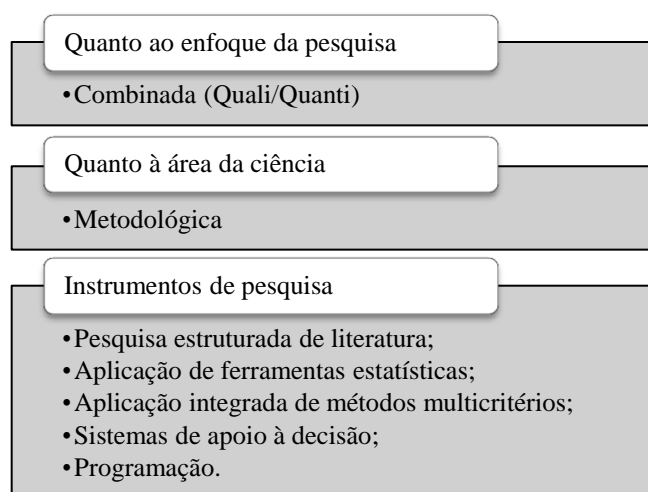 Quanto ao enfoque da pesquisa
•Combinada (Quali/Quanti)
Quanto à área da ciência
•Metodológica
Instrumentos de pesquisa
•Pesquisa estruturada de literatura;
•Aplicação de ferramentas estatísticas;
•Aplicação integrada de métodos multicritérios;
•Sistemas de apoio à decisão;
•Programação.